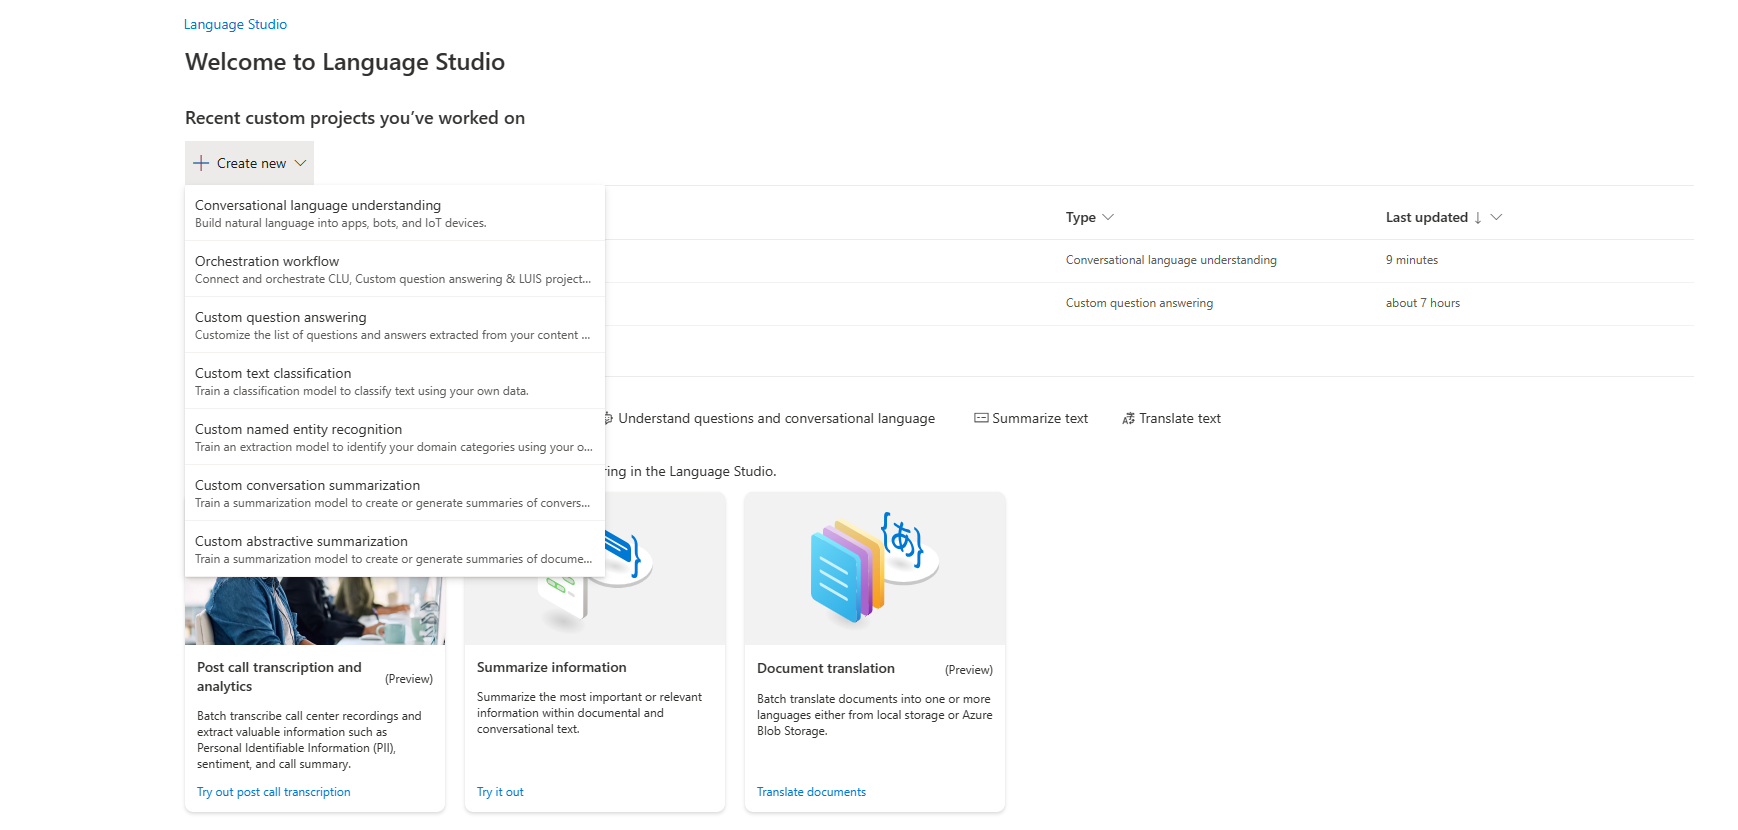 Language Studio
Welcome to Language Studio
Recent custom projects you’ve worked on
Create new
Conversational language understanding
Build natural language into apps, bots, and IoT devices.
Orchestration workflow
Connect and orchestrate CLU, Custom question answering & LUIS project...
Custom question answering
Customize the list of questions and answers extracted from your content ...
Custom text classification
Train a classification model to classify text using your own data.
Custom named entity recognition
Train an extraction model to identify your domain categories using your o...
Custom conversation summarization
Train a summarization model to create or generate summaries of convers...
Custom abstractive summarization
Train a summarization model to create or generate summaries of docume...
Type
Last updated
Conversational language understanding
9 minutes
Custom question answering
about 7 hours
Understand questions and conversational language
Summarize text
Translate text
in the Language Studio.
あ
Post call transcription and
analytics
(Preview)
Batch transcribe call center recordings and
extract valuable information such as
Personal Identifiable Information (PII),
sentiment, and call summary.
Try out post call transcription
Summarize information
Summarize the most important or relevant
information within documental and
conversational text.
Try it out
Document translation
(Preview)
Batch translate documents into one or more
languages either from local storage or Azure
Blob Storage.
Translate documents